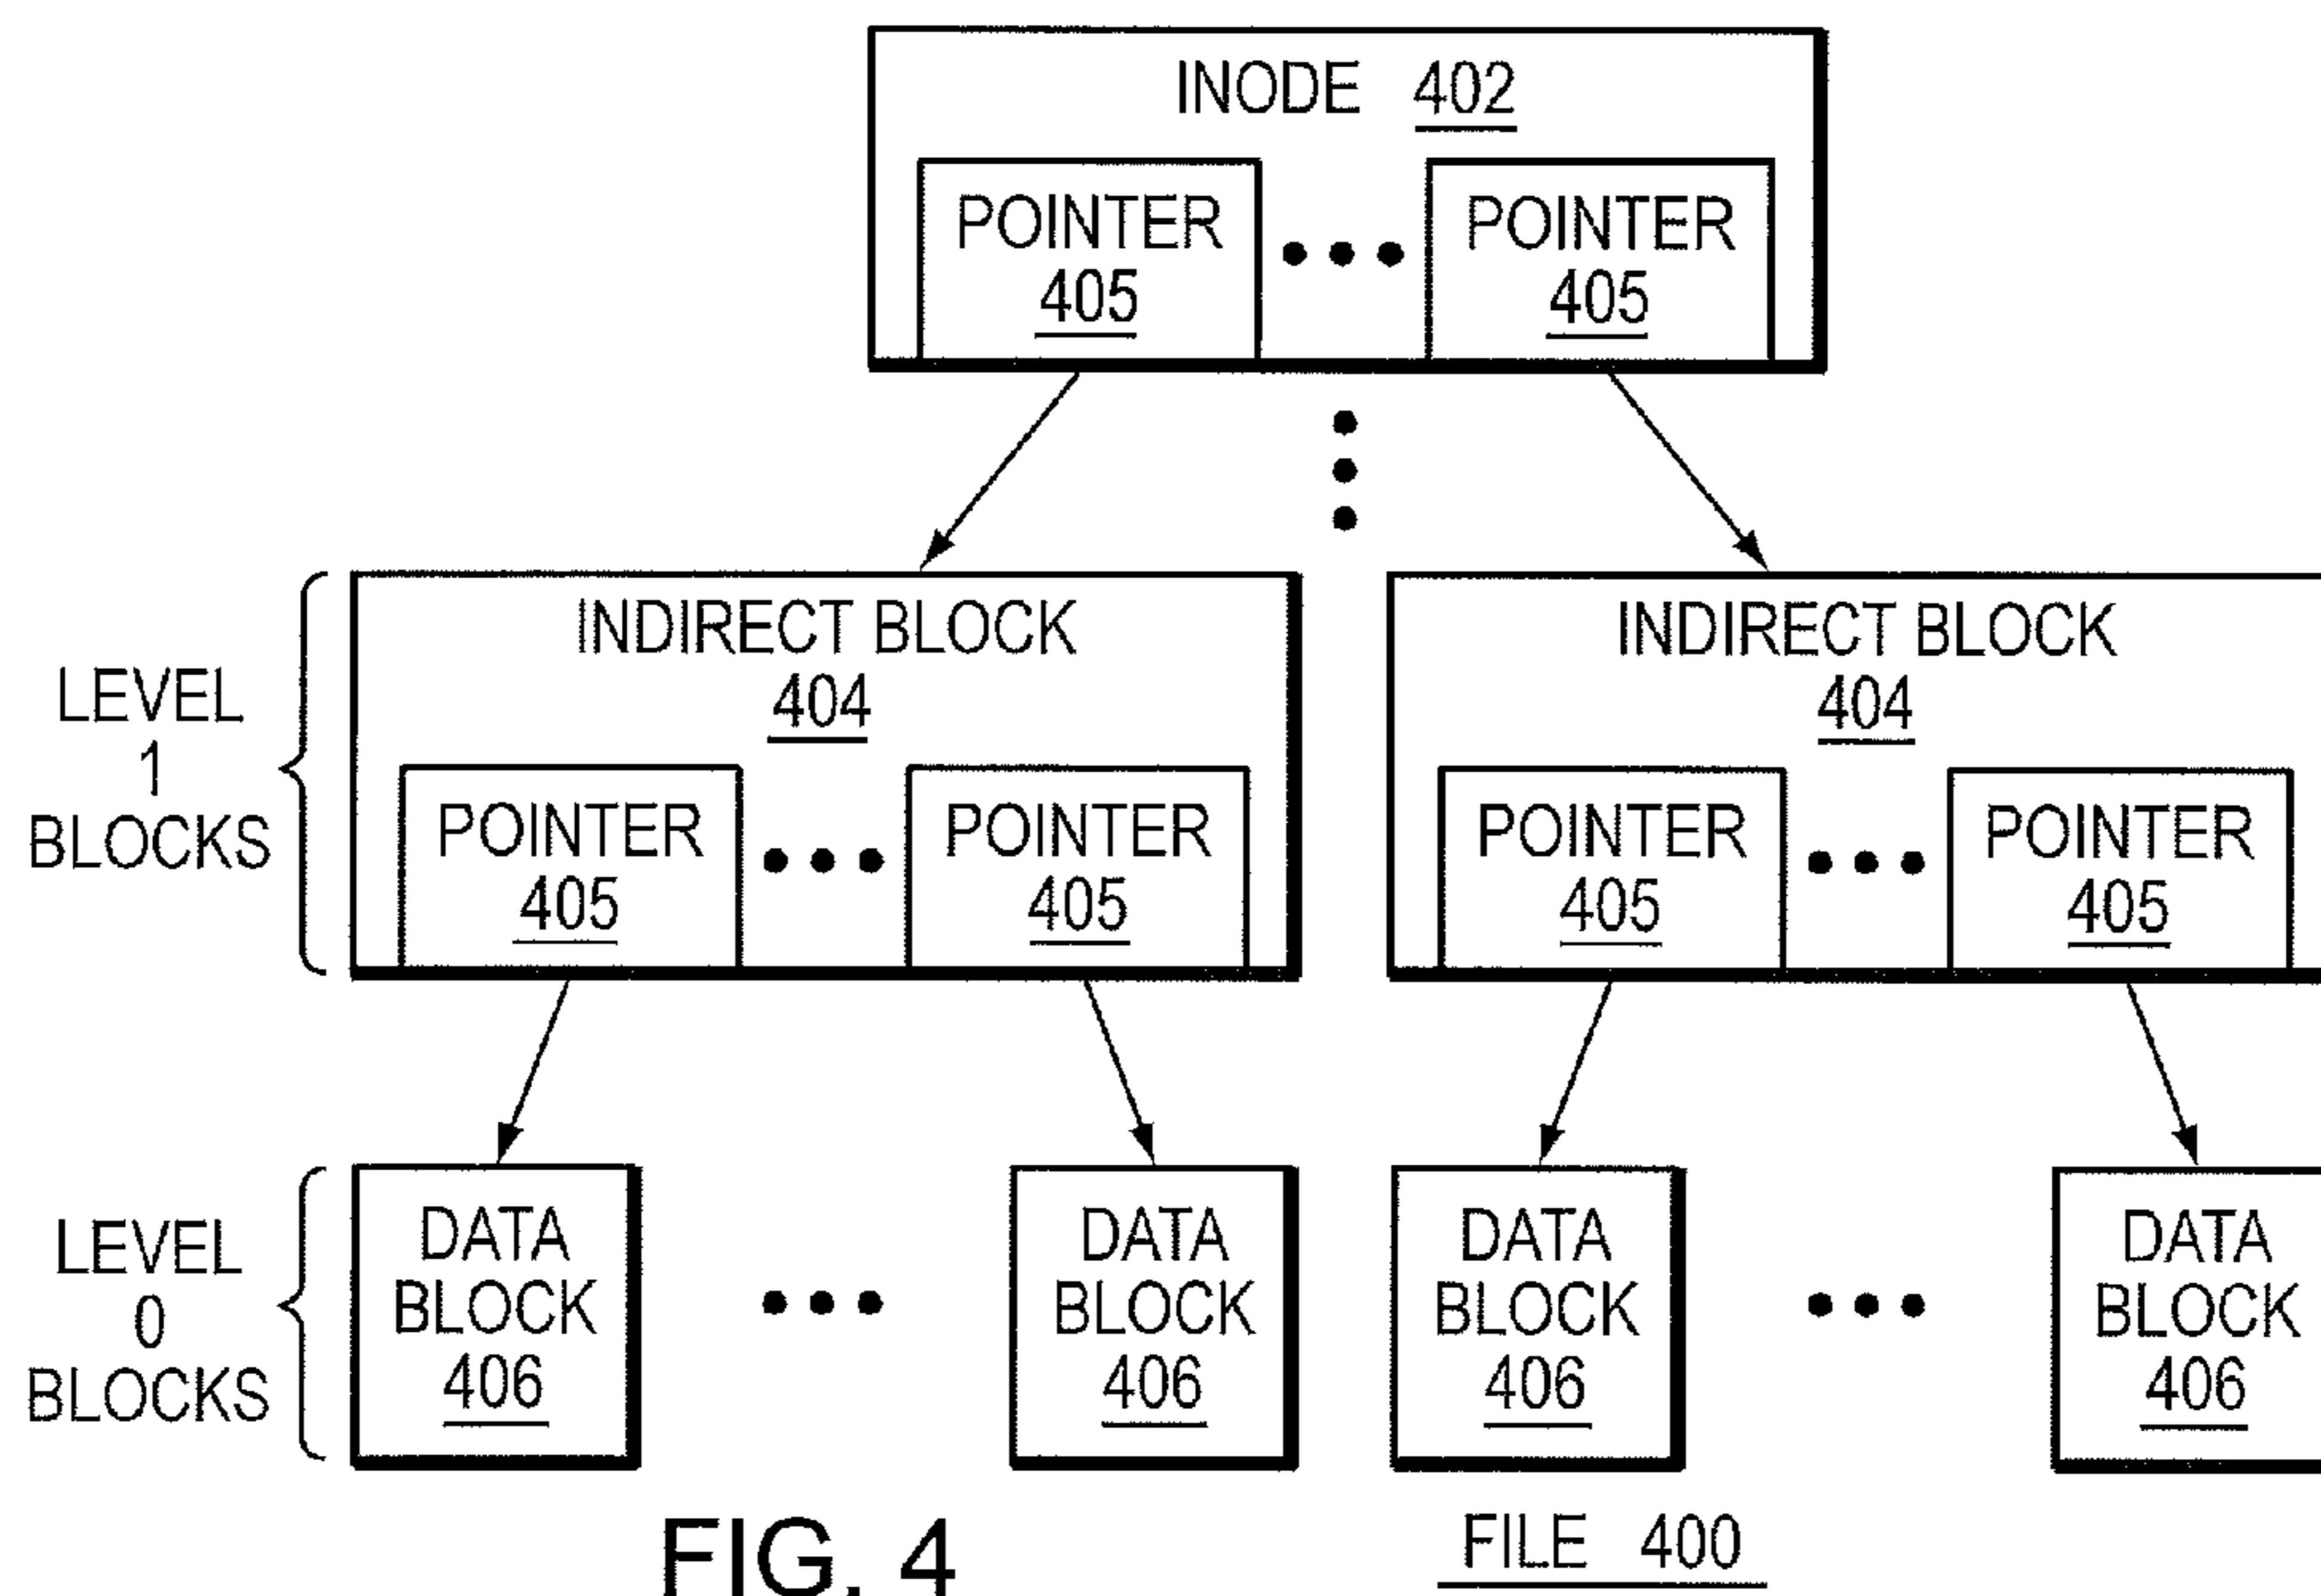 INODE 402
POINTER 405
POINTER 405
LEVEL 1 BLOCKS
INDIRECT BLOCK 404
POINTER 405
POINTER 405
INDIRECT BLOCK 404
POINTER 405
POINTER 405
LEVEL 0 BLOCKS
DATA BLOCK 406
DATA BLOCK 406
DATA BLOCK 406
DATA BLOCK 406
FIG. 4
FILE 400